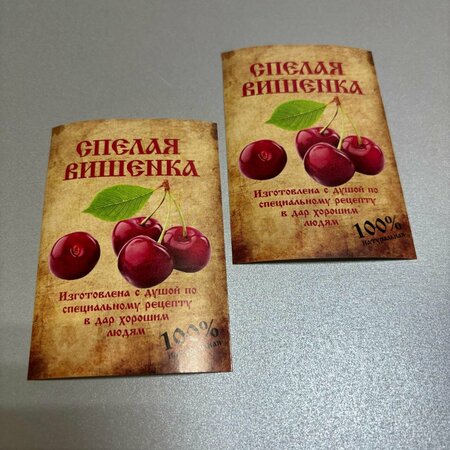 СПЕЛАЯ
ВИШЕНКА
Изготовлена с душой по
специальному рецепту
в дар хорошим
людям
100%
СПЕЛАЯ
ВИШЕНКА
Изготовлена с душой по
специальному рецепту
в дар хорошим
людям
100%
натуральная